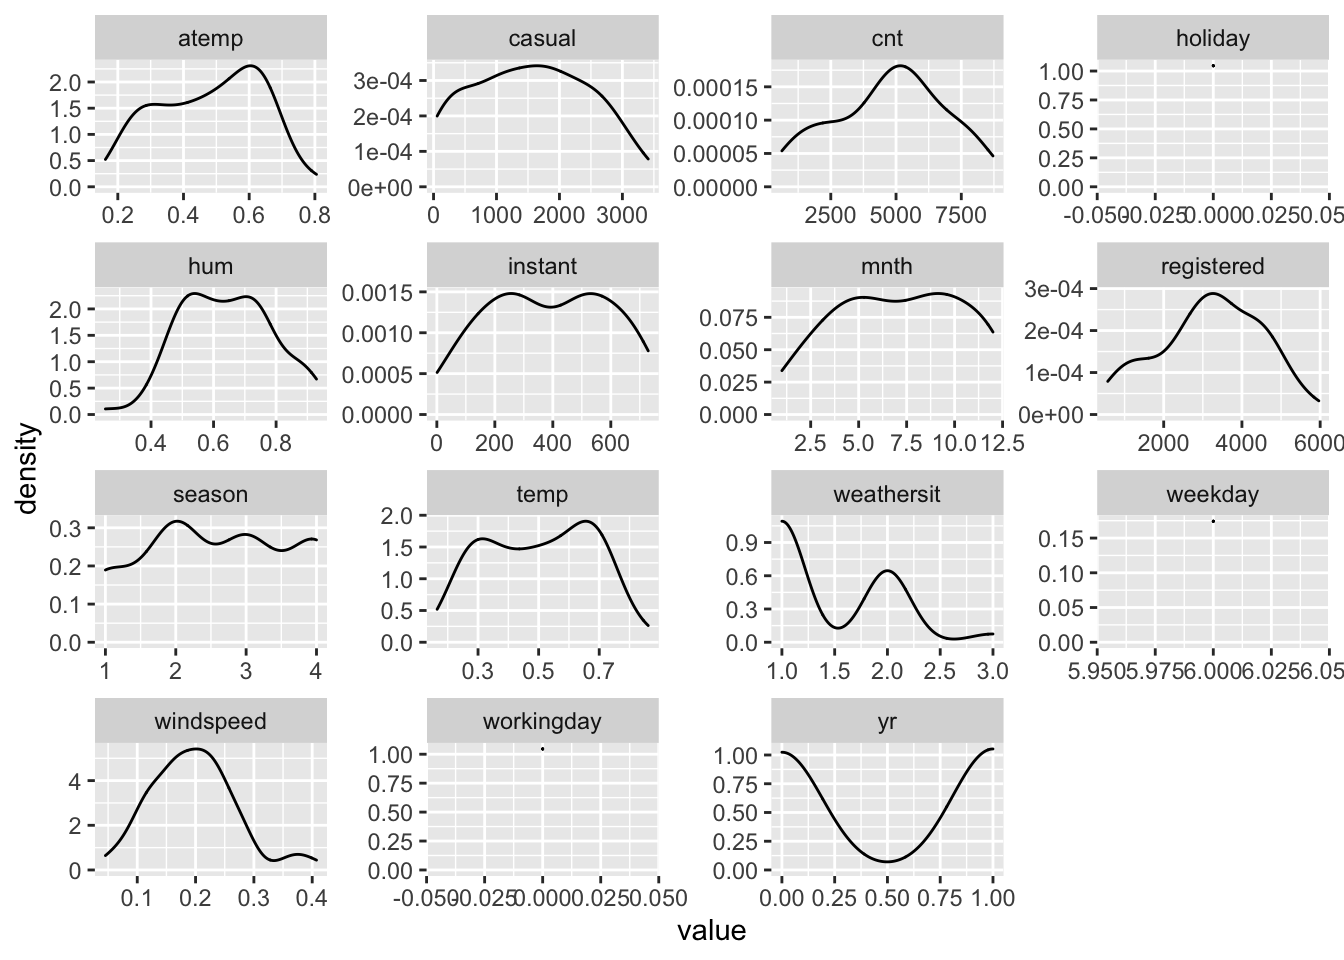 atemp casual cnt holiday
2.0 1.5 1.0 0.5 0.0
3e-04 2e-04 1e-04 0e+00
0.00015 0.00010 0.00005 0.00000
1.00 0.75 0.50 0.25 0.00
0.2 0.4 0.6 0.8 0 1000 2000 3000 2500 5000 7500 -0.050 -0.025 0.000 0.025 0.05
hum instant mnth registered
2.0 1.5 1.0 0.5 0.0
0.0015 0.0010 0.0005 0.0000
0.075 0.050 0.025 0.000
3e-04 2e-04 1e-04 0e+00
0.4 0.6 0.8 0 200 400 600 2.5 5.0 7.5 10.0 12.5 2000 4000 6000
density
season temp weathersit weekday
0.3 0.2 0.1 0.0
2.0 1.5 1.0 0.5 0.0
0.9 0.6 0.3 0.0
0.15 0.10 0.05 0.00
1 2 3 4 0.3 0.5 0.7 1.0 1.5 2.0 2.5 3.0 5.950 5.975 6.000 6.025 6.05
windspeed workingday yr
4 2 0
1.00 0.75 0.50 0.25 0.00
1.00 0.75 0.50 0.25 0.00
0.1 0.2 0.3 0.4 -0.050 -0.025 0.000 0.025 0.050 0.00 0.25 0.50 0.75 1.00
value